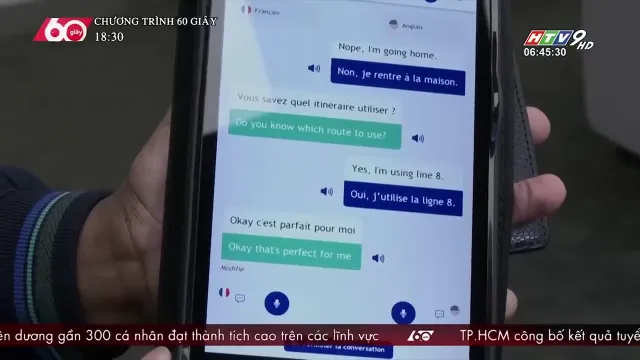 60
giây
CHƯƠNG TRÌNH 60 GIÂY
18:30
HTV9 HD
06:45:30
Français
Anglais
Nope, I'm going home.
Non, je rentre à la maison.
Vous savez quel itinéraire utiliser ?
Do you know which route to use?
Yes, I'm using line 8.
Oui, j'utilise la ligne 8.
Okay c'est parfait pour moi
Okay that's perfect for me
Modifié
la conversation
ên dương gần 300 cá nhân đạt thành tích cao trên các lĩnh vực
60
TP.HCM công bố kết quả tuyể